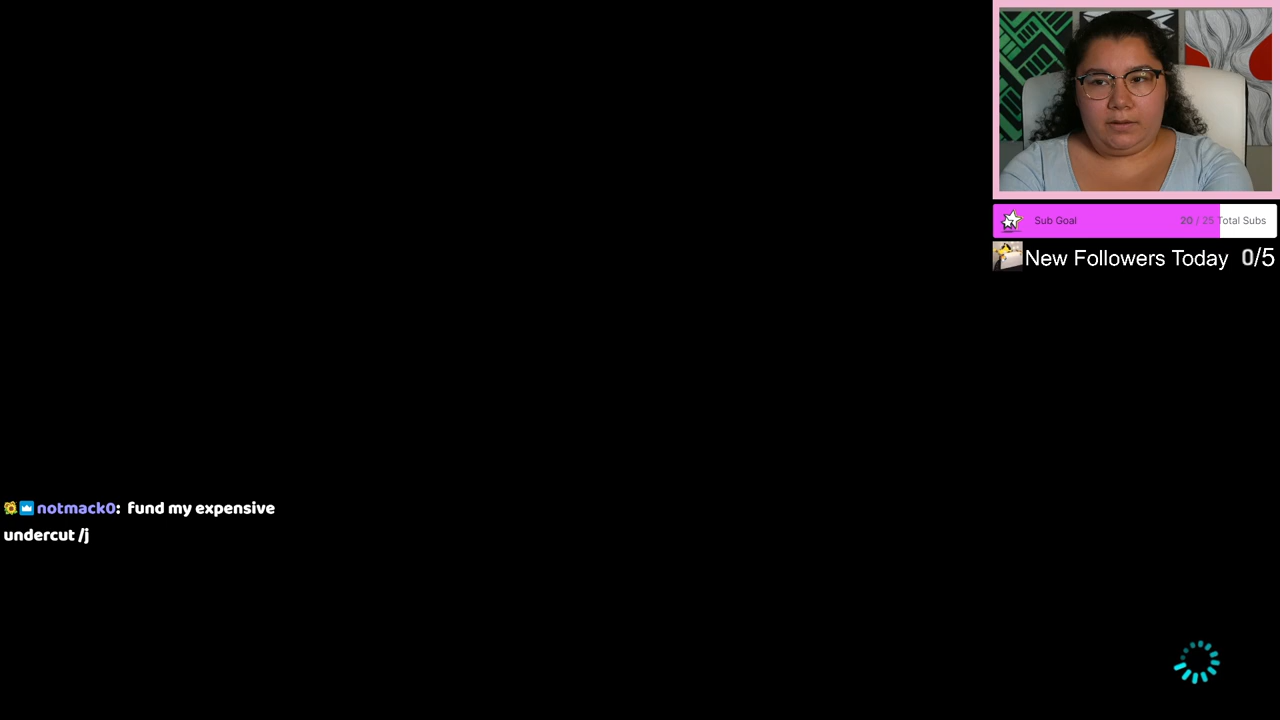 Sub Goal 20 / 25 Total Subs
New Followers Today 0/5
notmack0: fund my expensive
undercut /j